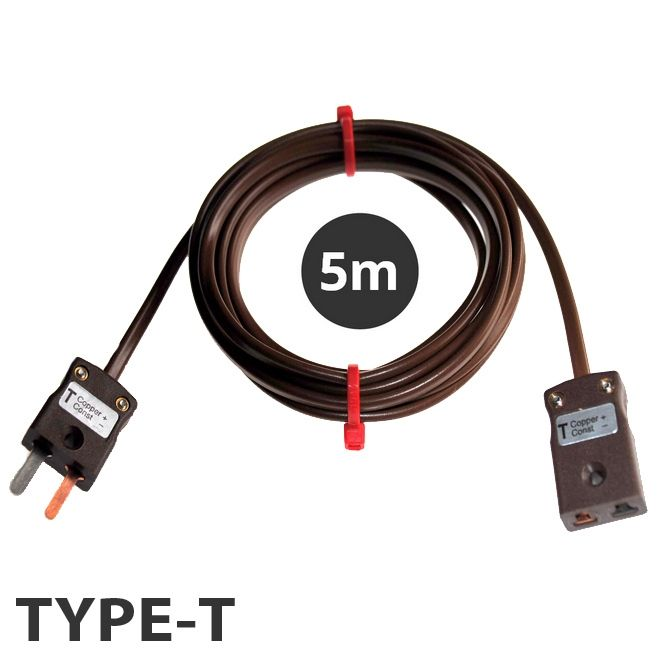 5m
T Copper +
Const −
T Copper +
Const −
TYPE-T